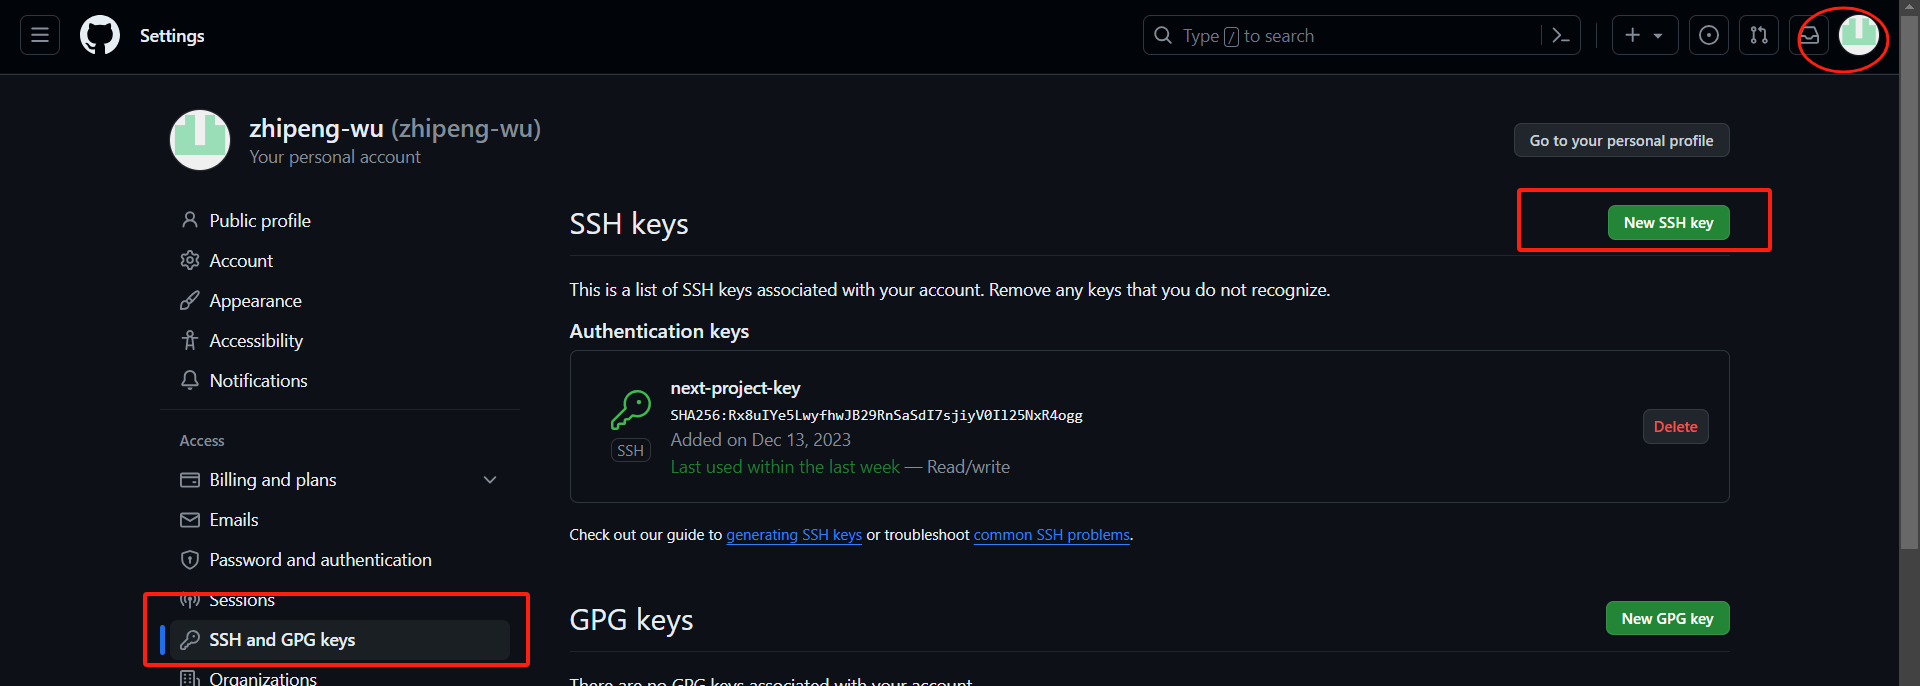 Settings
Type / to search
zhipeng-wu (zhipeng-wu)
Your personal account
Go to your personal profile
Public profile
Account
Appearance
Accessibility
Notifications
Access
Billing and plans
Emails
Password and authentication
Sessions
SSH and GPG keys
Organizations
SSH keys
New SSH key
This is a list of SSH keys associated with your account. Remove any keys that you do not recognize.
Authentication keys
next-project-key
SHA256:Rx8uIYe5LwyfhwJB29RnSaSdI7sjiyV0Il25NxR4ogg
Added on Dec 13, 2023
Last used within the last week — Read/write
SSH
Delete
Check out our guide to generating SSH keys or troubleshoot common SSH problems.
GPG keys
New GPG key
There are no GPG keys associated with your account.